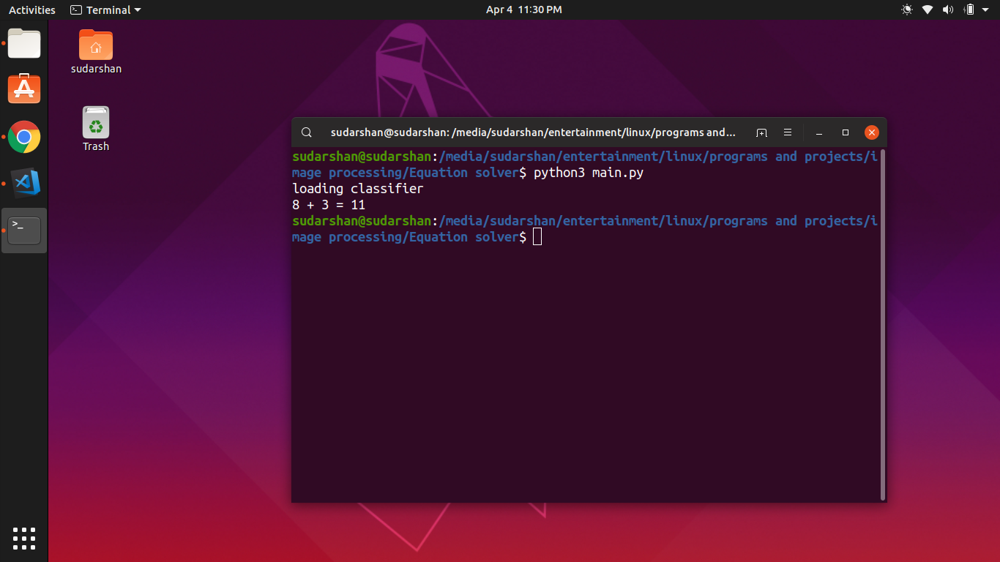 Activities
Terminal
Apr 4 11:30 PM
sudarshan
Trash
sudarshan@sudarshan: /media/sudarshan/entertainment/linux/programs and...
sudarshan@sudarshan:/media/sudarshan/entertainment/linux/programs and projects/i
mage processing/Equation solver$ python3 main.py
loading classifier
8 + 3 = 11
sudarshan@sudarshan:/media/sudarshan/entertainment/linux/programs and projects/i
mage processing/Equation solver$